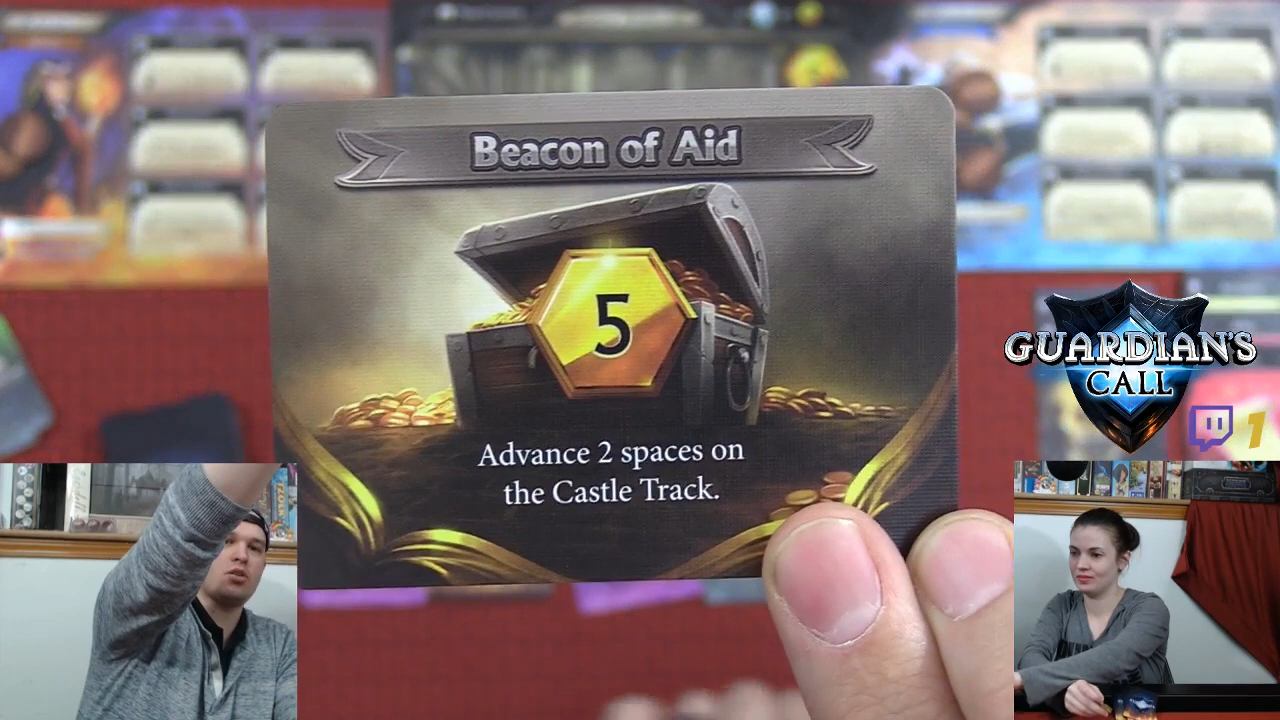 Beacon of Aid
5
Advance 2 spaces on
the Castle Track.
GUARDIAN'S
CALL
1